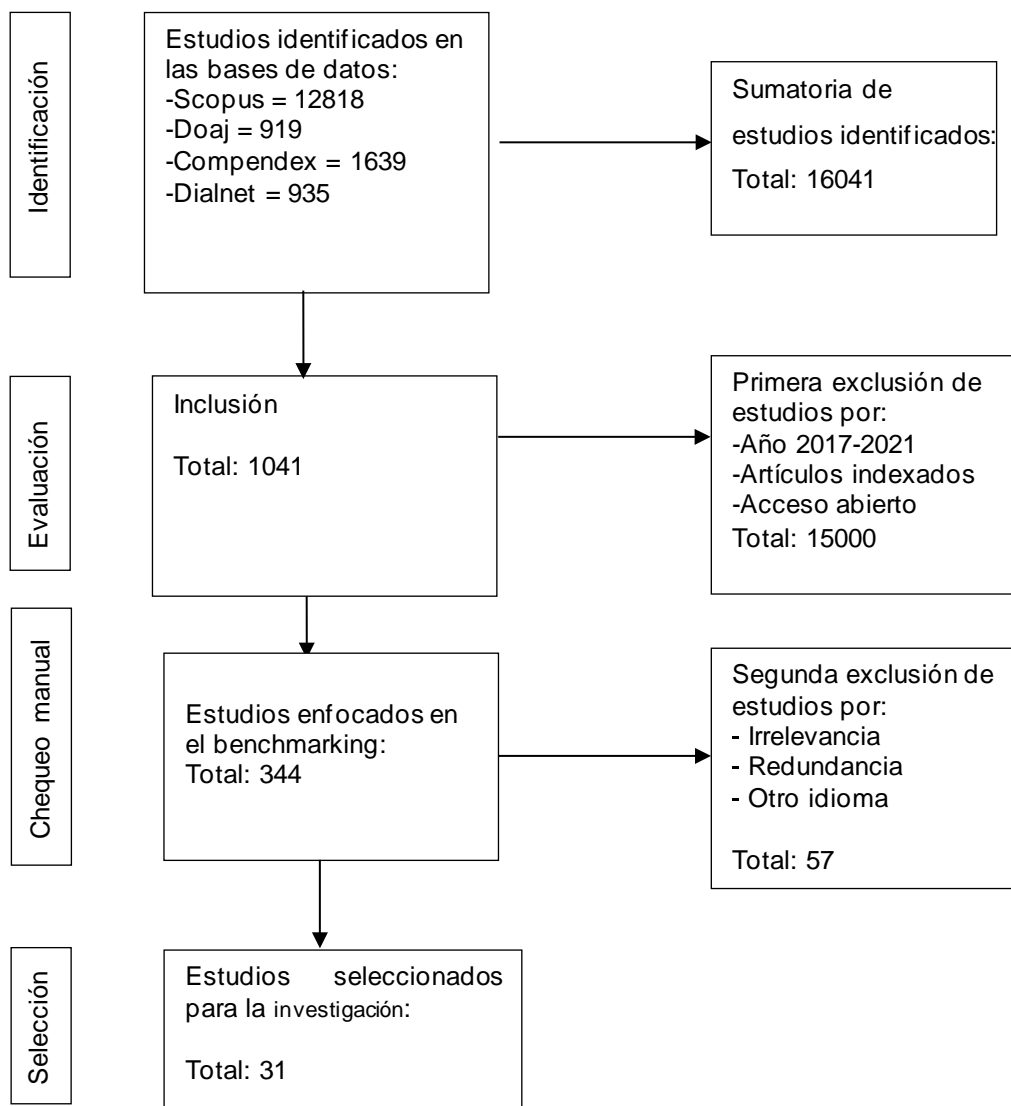 Identificación
Estudios identificados en
las bases de datos:
-Scopus = 12818
-Doaj = 919
-Compendex = 1639
-Dialnet = 935
Sumatoria de
estudios identificados:
Total: 16041
Evaluación
Inclusión
Total: 1041
Primera exclusión de
estudios por:
-Año 2017-2021
-Artículos indexados
-Acceso abierto
Total: 15000
Chequeo manual
Estudios enfocados en
el benchmarking:
Total: 344
Segunda exclusión de
estudios por:
- Irrelevancia
- Redundancia
- Otro idioma
Total: 57
Selección
Estudios seleccionados
para la investigación:
Total: 31